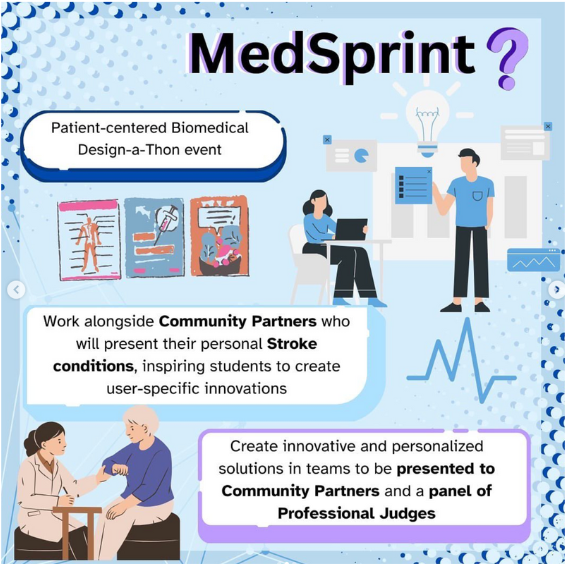 MedSprint?
Patient-centered Biomedical
Design-a-Thon event
Work alongside Community Partners who
will present their personal Stroke
conditions, inspiring students to create
user-specific innovations
Create innovative and personalized
solutions in teams to be presented to
Community Partners and a panel of
Professional Judges